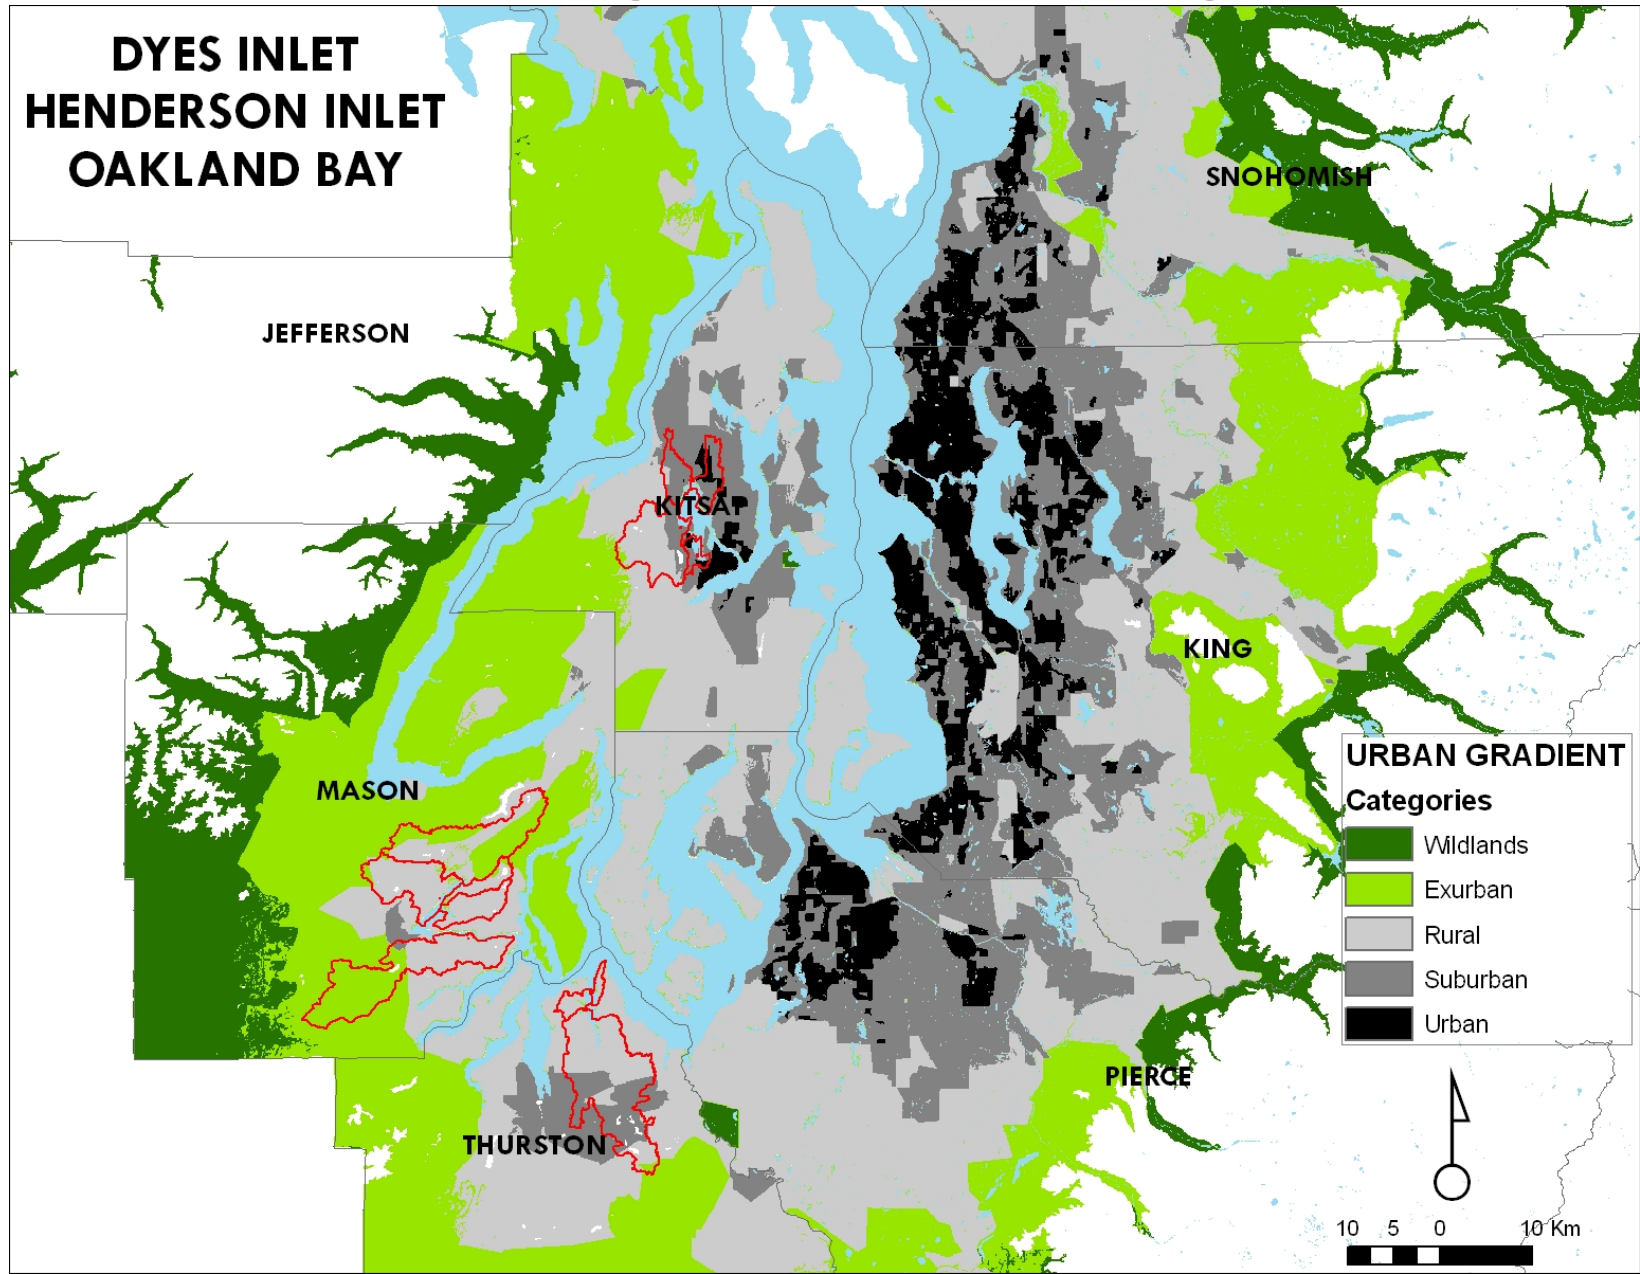 DYES INLET
HENDERSON INLET
OAKLAND BAY
SNOHOMISH
JEFFERSON
KITSAP
KING
MASON
URBAN GRADIENT
Categories
Wildlands
Exurban
Rural
Suburban
Urban
PIERCE
THURSTON
10 5 0 10 Km